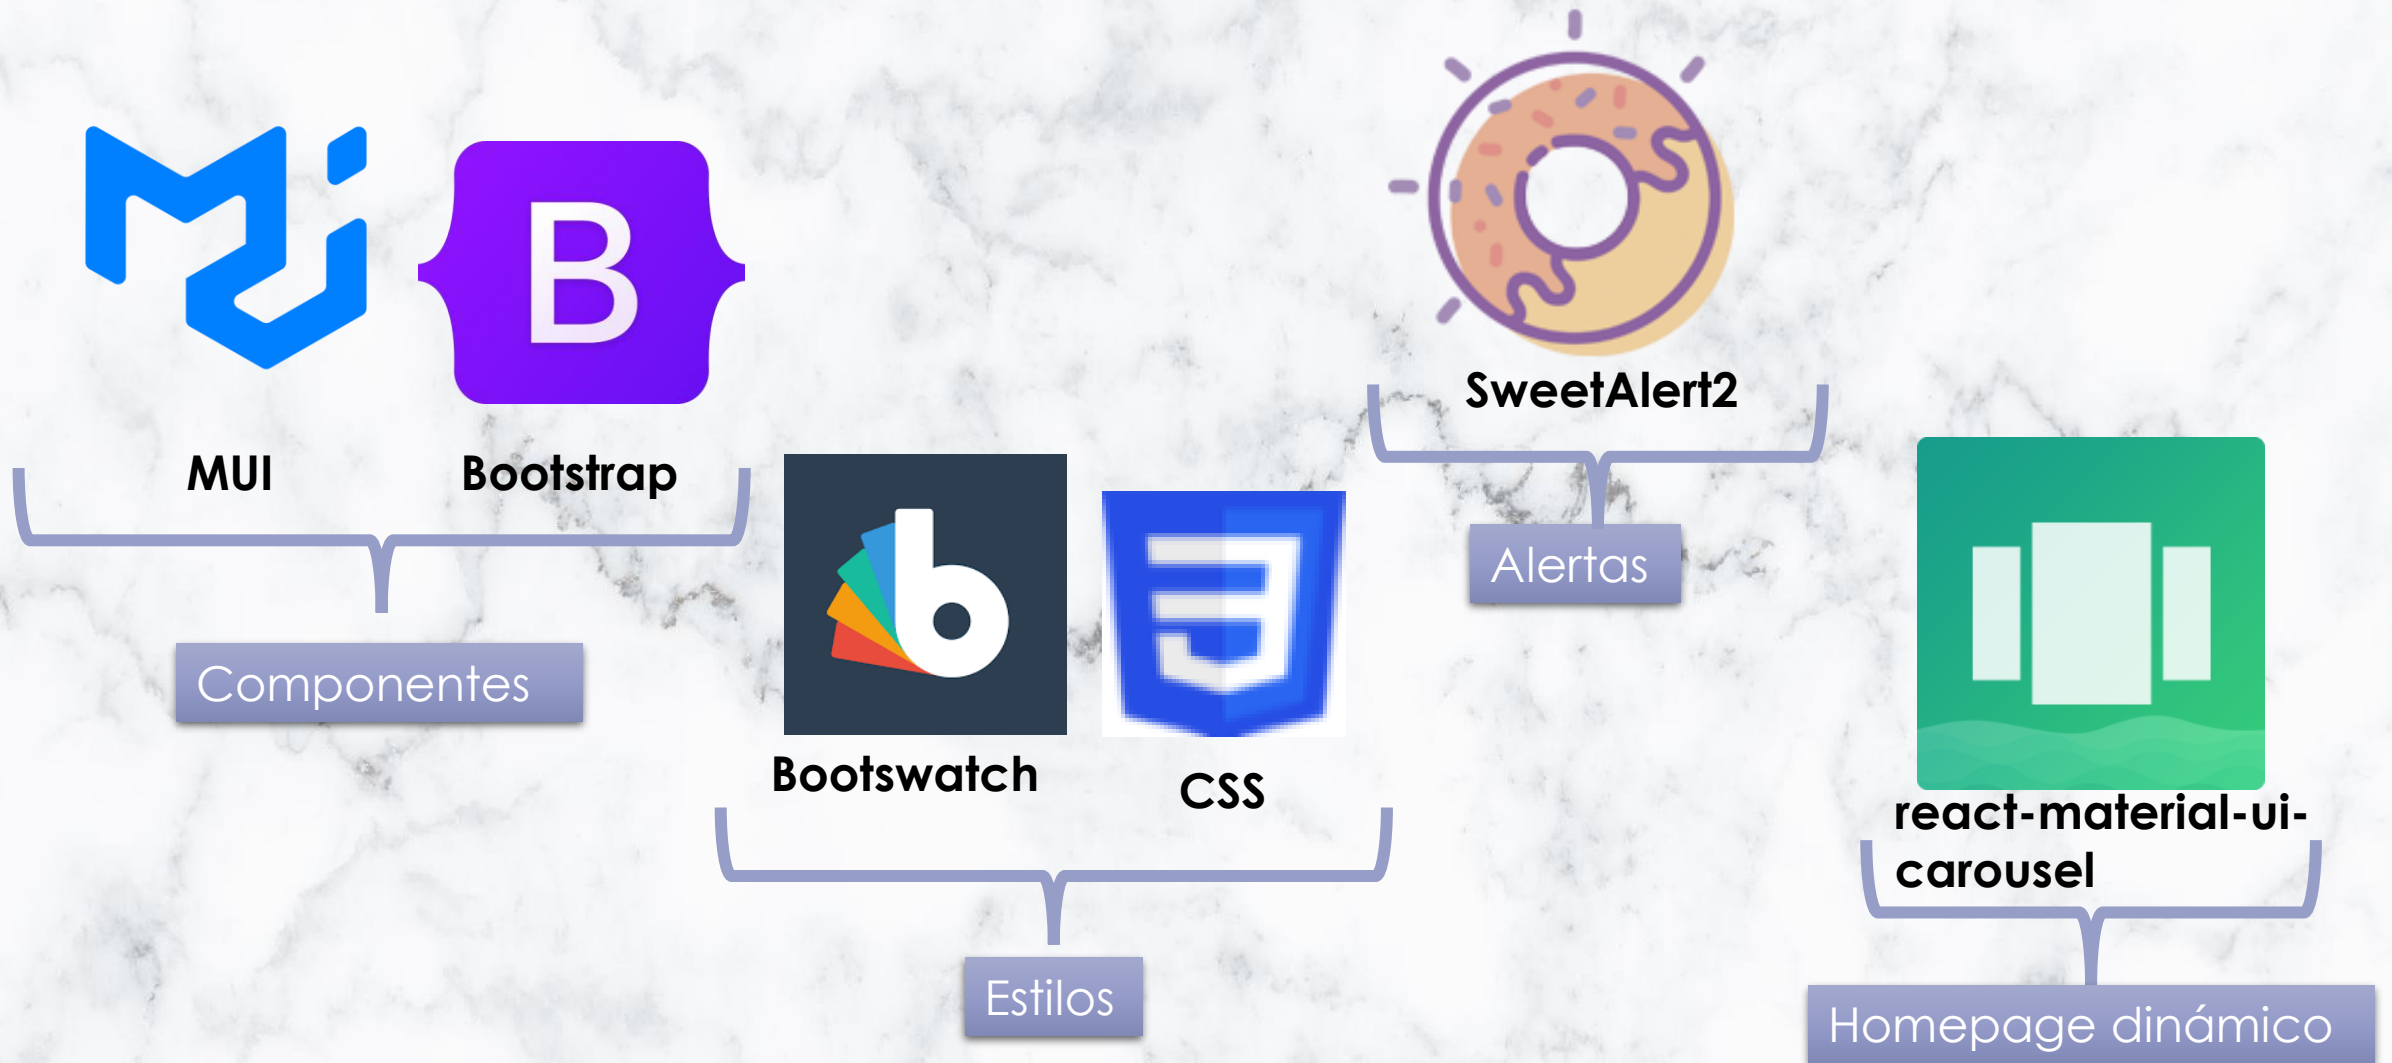 MUI
Bootstrap
Componentes
Bootswatch
CSS
Estilos
SweetAlert2
Alertas
react-material-ui-
carousel
Homepage dinámico